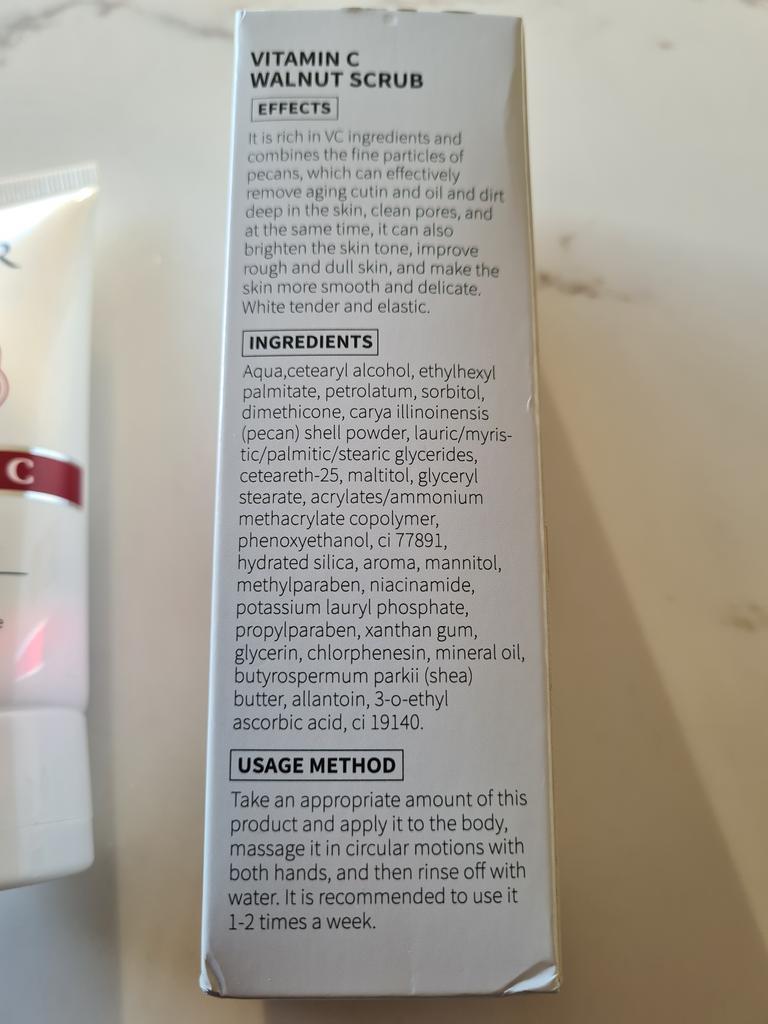 VITAMIN C
WALNUT SCRUB
EFFECTS
It is rich in VC ingredients and
combines the fine particles of
pecans, which can effectively
remove aging cutin and oil and dirt
deep in the skin, clean pores, and
at the same time, it can also
brighten the skin tone, improve
rough and dull skin, and make the
skin more smooth and delicate.
White tender and elastic.
INGREDIENTS
Aqua,cetearyl alcohol, ethylhexyl
palmitate, petrolatum, sorbitol,
dimethicone, carya illinoinensis
(pecan) shell powder, lauric/myris-
tic/palmitic/stearic glycerides,
ceteareth-25, maltitol, glyceryl
stearate, acrylates/ammonium
methacrylate copolymer,
phenoxyethanol, ci 77891,
hydrated silica, aroma, mannitol,
methylparaben, niacinamide,
potassium lauryl phosphate,
propylparaben, xanthan gum,
glycerin, chlorphenesin, mineral oil,
butyrospermum parkii (shea)
butter, allantoin, 3-o-ethyl
ascorbic acid, ci 19140.
USAGE METHOD
Take an appropriate amount of this
product and apply it to the body,
massage it in circular motions with
both hands, and then rinse off with
water. It is recommended to use it
1-2 times a week.
R
C
e